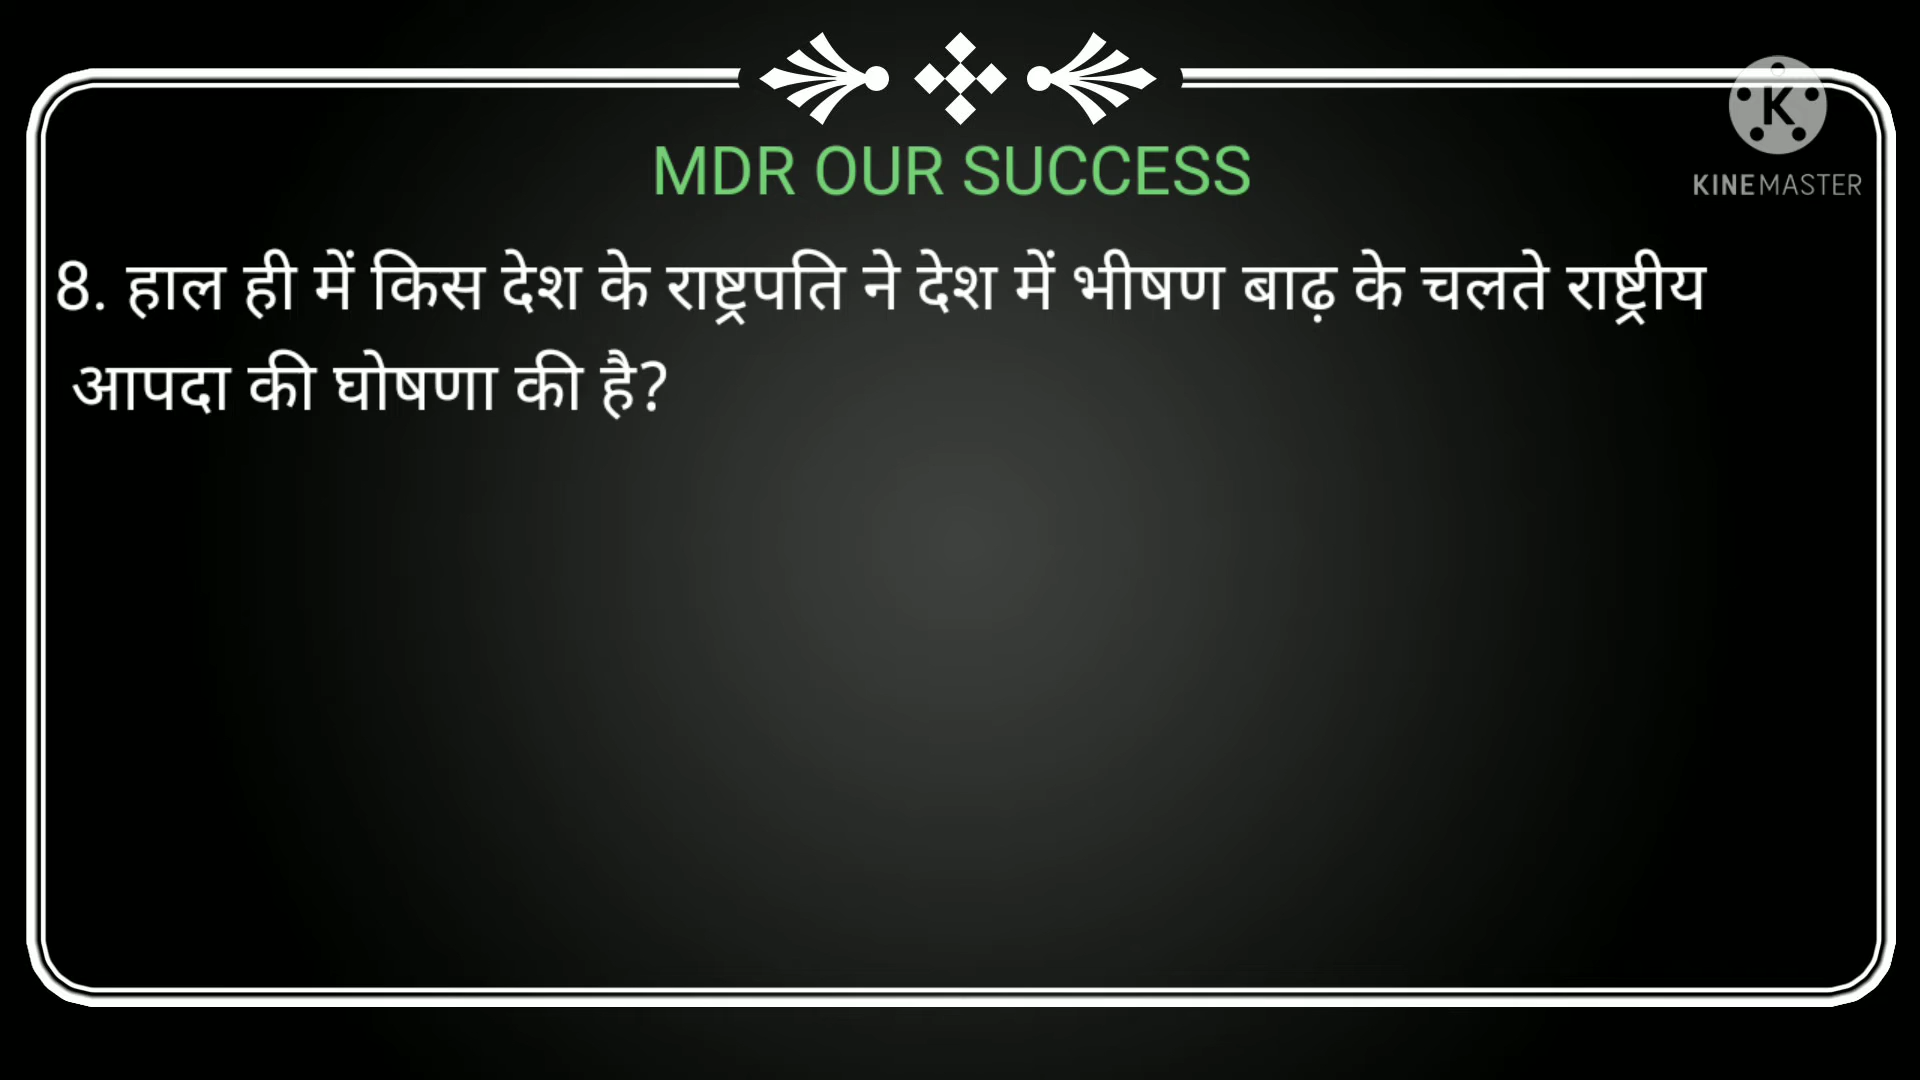 MDR OUR SUCCESS
K
KINEMASTER
8. हाल ही में किस देश के राष्ट्रपति ने देश में भीषण बाढ़ के चलते राष्ट्रीय
आपदा की घोषणा की है?